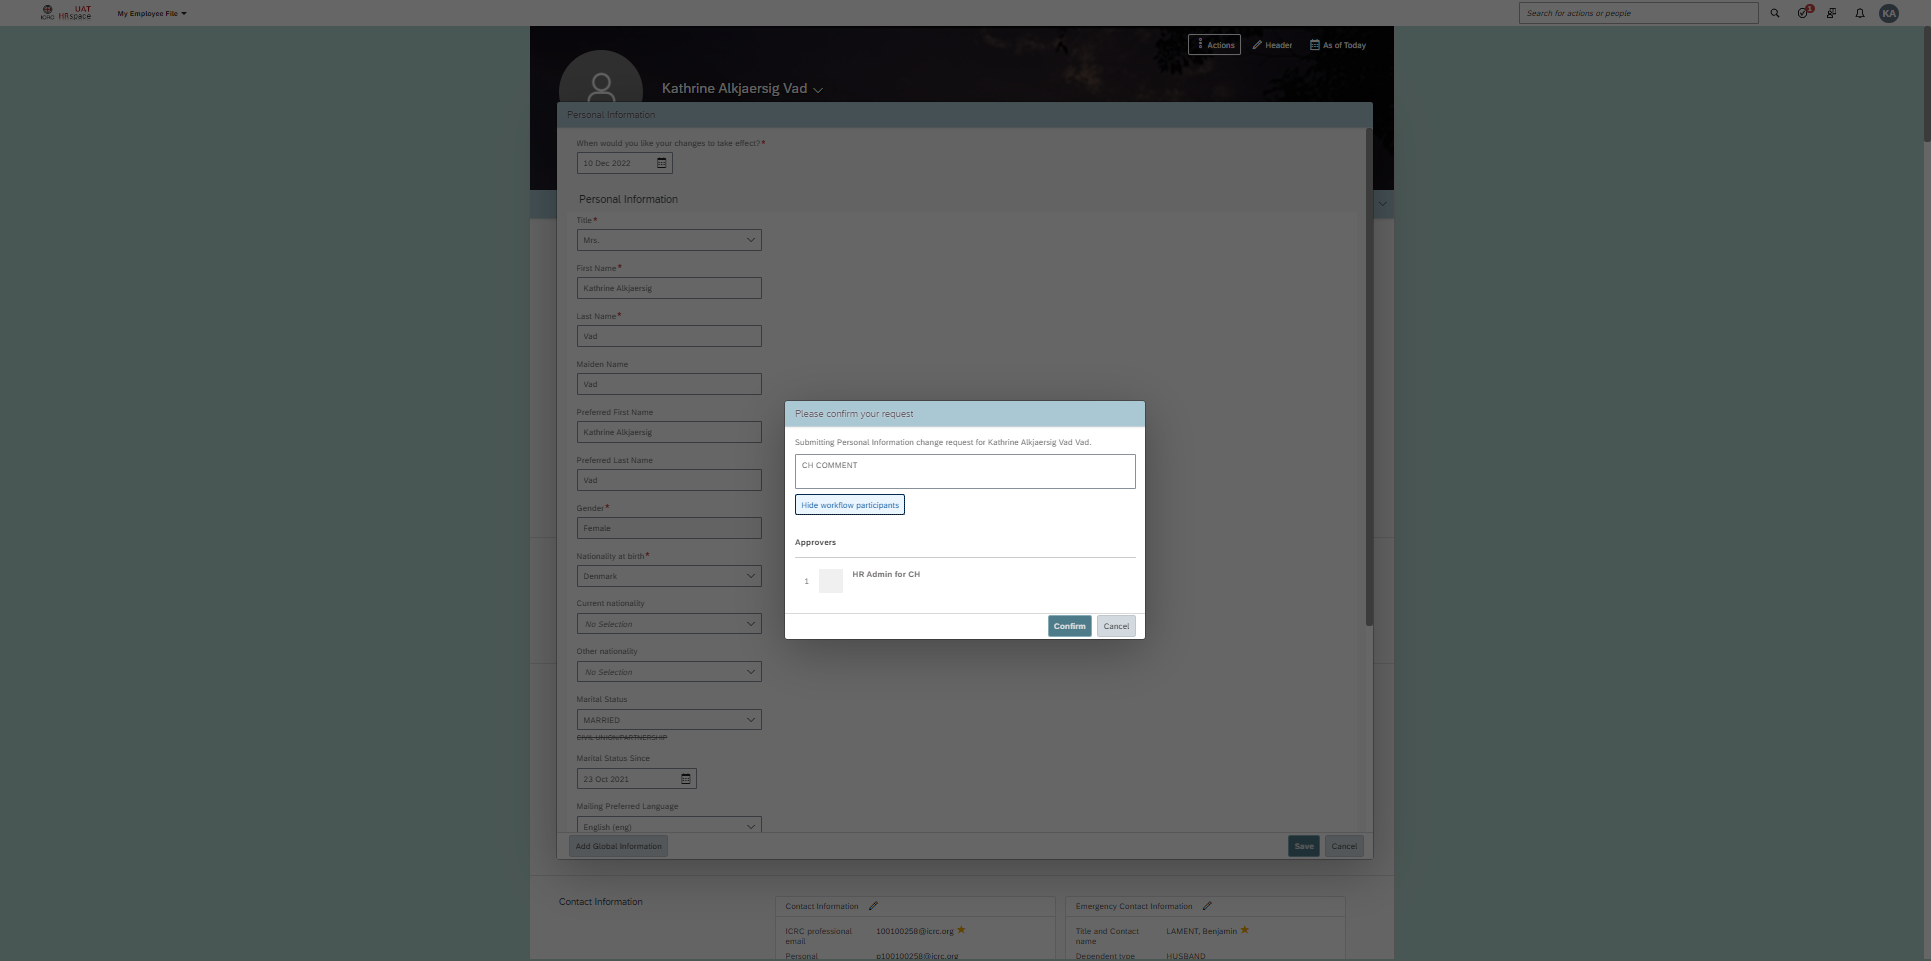 ICRC
UAT
HRspace
My Employee File
Search for actions or people
1
KA
Actions
Header
As of Today
Kathrine Alkjaersig Vad
Personal Information
When would you like your changes to take effect?*
10 Dec 2022
Personal Information
Title*
Mrs.
First Name*
Kathrine Alkjaersig
Last Name*
Vad
Maiden Name
Vad
Preferred First Name
Kathrine Alkjaersig
Preferred Last Name
Vad
Gender*
Female
Nationality at birth*
Denmark
Current nationality
No Selection
Other nationality
No Selection
Marital Status
MARRIED
CIVIL UNION/PARTNERSHIP
Marital Status Since
23 Oct 2021
Mailing Preferred Language
English (eng)
Add Global Information
Save
Cancel
Please confirm your request
Submitting Personal Information change request for Kathrine Alkjaersig Vad Vad.
CH COMMENT
Hide workflow participants
Approvers
1
HR Admin for CH
Confirm
Cancel
Contact Information
Contact Information
ICRC professional
email
100100258@icrc.org
Personal
p100100258@icrc.org
Emergency Contact Information
Title and Contact
name
LAMENT, Benjamin
Dependent type
HUSBAND